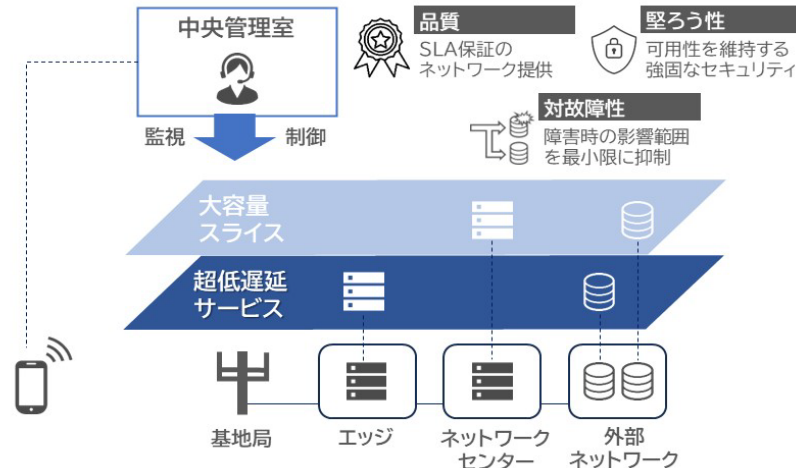 中央管理室
監視
制御
品質
SLA保証の
ネットワーク提供
堅ろう性
可用性を維持する
強固なセキュリティ
対故障性
障害時の影響範囲
を最小限に抑制
大容量
スライス
超低遅延
サービス
基地局
エッジ
ネットワーク
センター
外部
ネットワーク